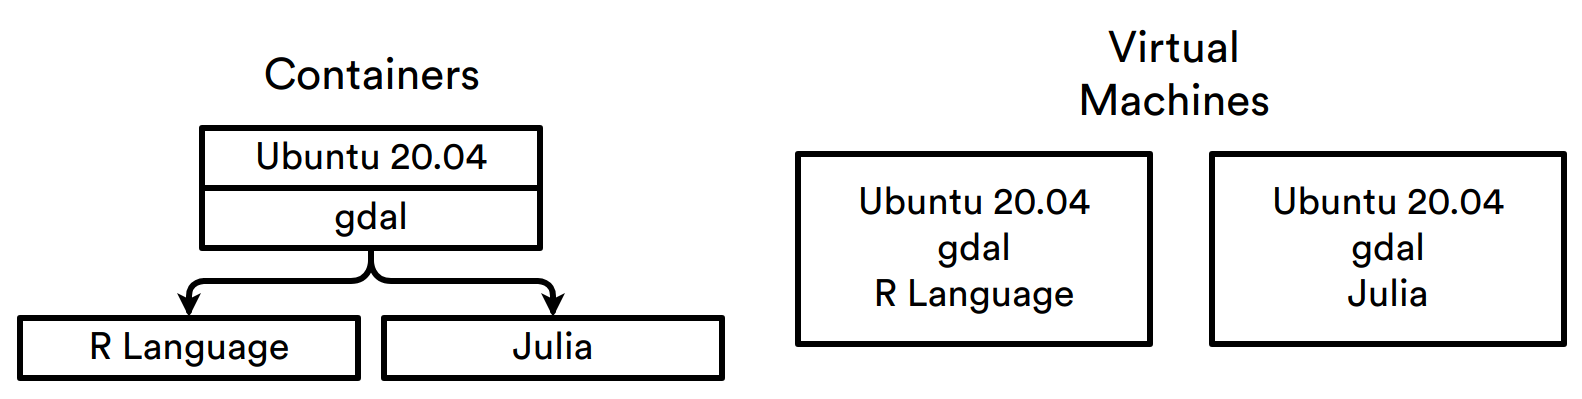 Containers
Ubuntu 20.04
gdal
R Language
Julia
Virtual
Machines
Ubuntu 20.04
gdal
R Language
Ubuntu 20.04
gdal
Julia